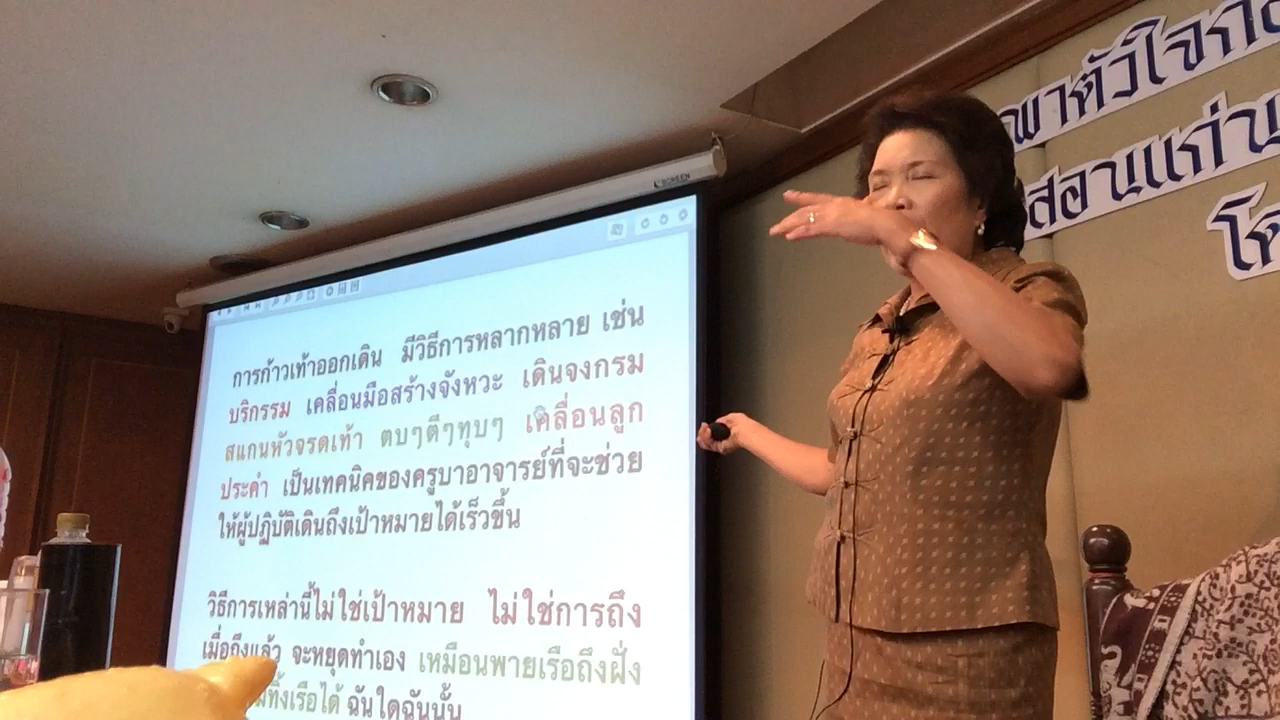 พาตัวใจก
สอนแก่น
โด
SCREEN
การก้าวเท้าออกเดิน มีวิธีการหลากหลาย เช่น
บริกรรม เคลื่อนมือสร้างจังหวะ เดินจงกรม
สแกนหัวจรดเท้า ตบๆตีๆทุบๆ เคลื่อนลูก
ประคำ เป็นเทคนิคของครูบาอาจารย์ที่จะช่วย
ให้ผู้ปฏิบัติเดินถึงเป้าหมายได้เร็วขึ้น
วิธีการเหล่านี้ไม่ใช่เป้าหมาย ไม่ใช่การถึง
เมื่อถึงแล้ว จะหยุดทำเอง เหมือนพายเรือถึงฝั่ง
ทิ้งเรือได้ ฉันใดฉันนั้น